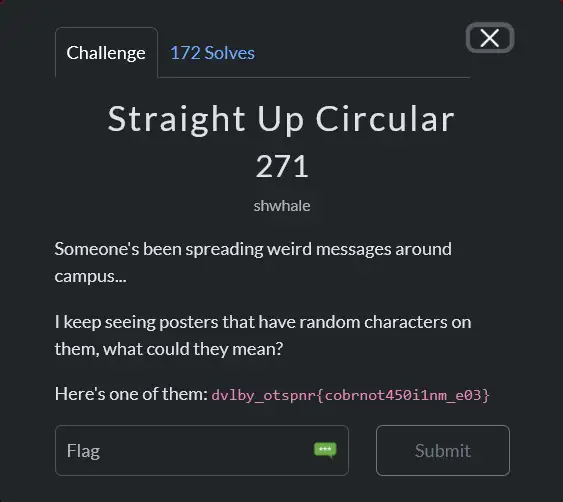 Challenge
172 Solves
Straight Up Circular
271
shwhale
Someone's been spreading weird messages around
campus...
I keep seeing posters that have random characters on
them, what could they mean?
Here's one of them: dvlby_otspnr{cobrnot450i1nm_e03}
Flag
Submit